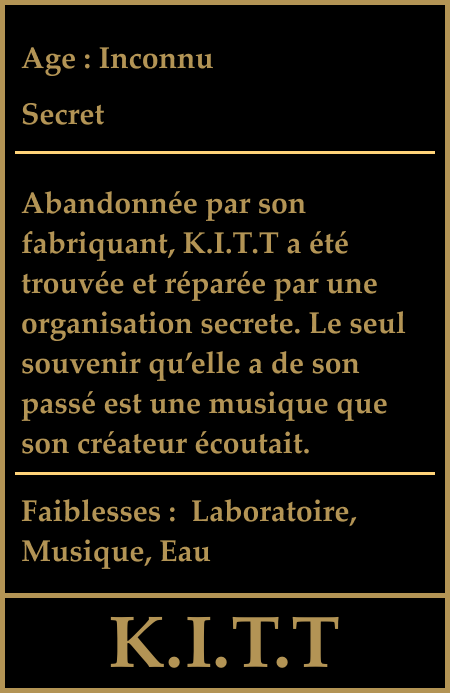 Age : Inconnu
Secret
Abandonnée par son
fabriquant, K.I.T.T a été
trouvée et réparée par une
organisation secrete. Le seul
souvenir qu’elle a de son
passé est une musique que
son créateur écoutait.
Faiblesses :  Laboratoire,
Musique, Eau
K.I.T.T